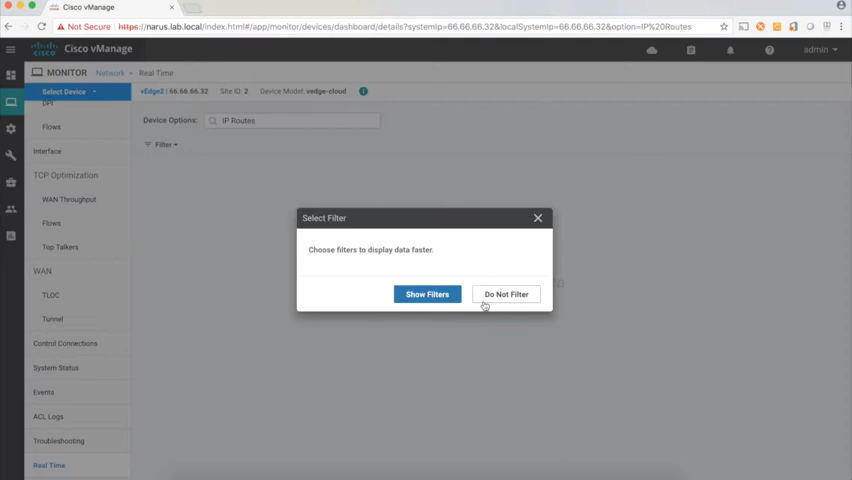 Cisco vManage
Not Secure https://narus.lab.local/index.html#/app/monitor/devices/dashboard/details?systemIp=66.66.66.32&localSystemIp=66.66.66.32&option=IP%20Routes
CISCO Cisco vManage
admin
MONITOR Network Real Time
Select Device vEdge2 | 66.66.66.32 Site ID: 2 Device Model: vedge-cloud
DPI
Device Options: IP Routes
Flows
Filter
Interface
TCP Optimization
WAN Throughput
Flows
Top Talkers
WAN
TLOC
Tunnel
Control Connections
System Status
Events
ACL Logs
Troubleshooting
Real Time
Select Filter
Choose filters to display data faster.
Show Filters Do Not Filter